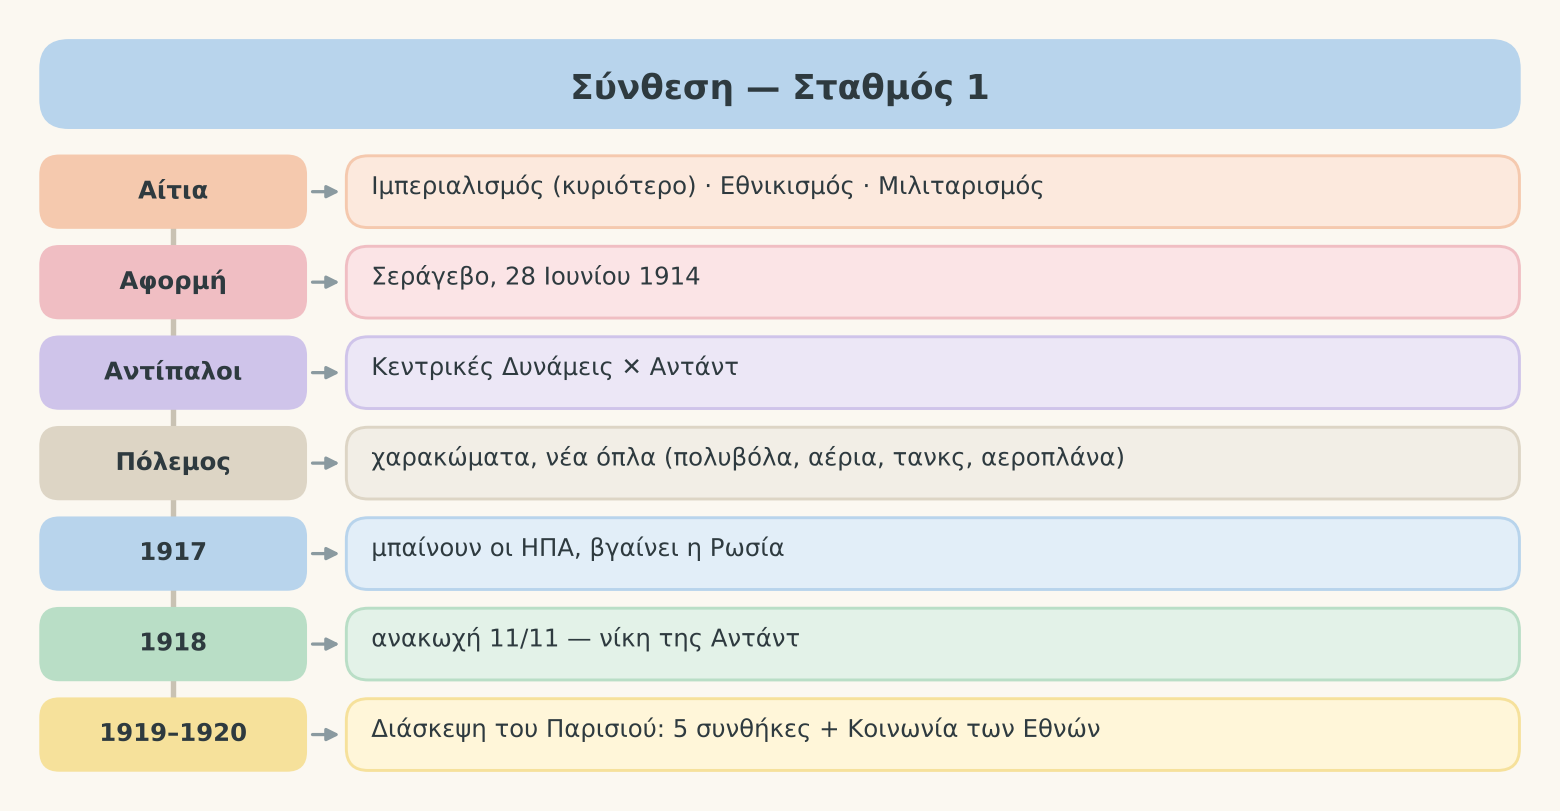 Σύνθεση — Σταθμός 1
Αίτια
Ιμπεριαλισμός (κυριότερο) · Εθνικισμός · Μιλιταρισμός
Αφορμή
Σεράγεβο, 28 Ιουνίου 1914
Αντίπαλοι
Κεντρικές Δυνάμεις ✕ Αντάντ
Πόλεμος
χαρακώματα, νέα όπλα (πολυβόλα, αέρια, τανκς, αεροπλάνα)
1917
μπαίνουν οι ΗΠΑ, βγαίνει η Ρωσία
1918
ανακωχή 11/11 — νίκη της Αντάντ
1919–1920
Διάσκεψη του Παρισιού: 5 συνθήκες + Κοινωνία των Εθνών